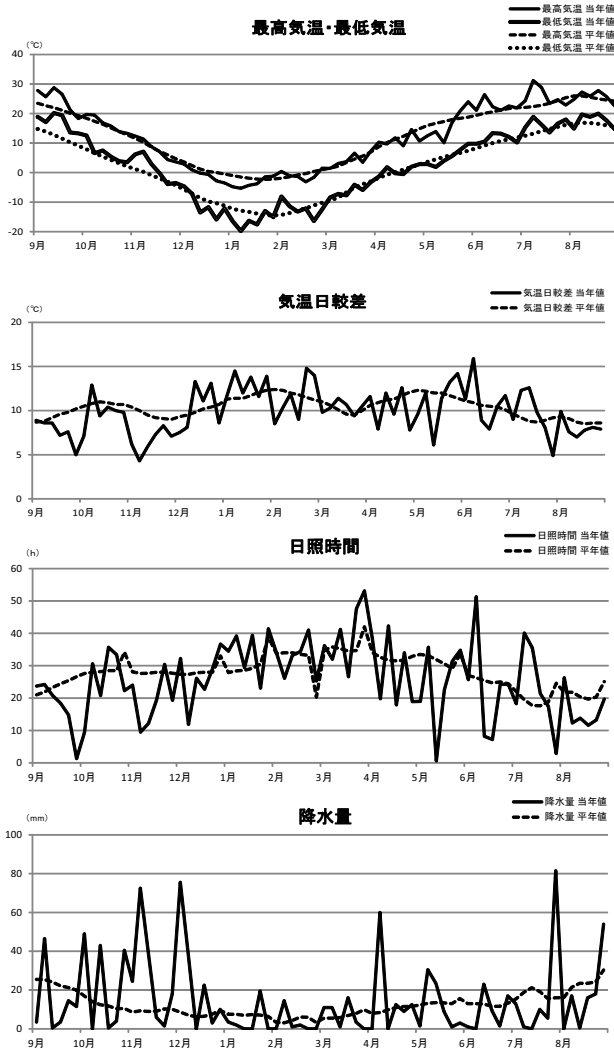 最高気温・最低気温
最高気温 当年値
最低気温 当年値
最高気温 平年値
最低気温 平年値
(℃)
40
30
20
10
0
-10
-20
9月 10月 11月 12月 1月 2月 3月 4月 5月 6月 7月 8月
気温日較差
気温日較差 当年値
気温日較差 平年値
(℃)
20
15
10
5
0
9月 10月 11月 12月 1月 2月 3月 4月 5月 6月 7月 8月
日照時間
日照時間 当年値
日照時間 平年値
(h)
60
50
40
30
20
10
0
9月 10月 11月 12月 1月 2月 3月 4月 5月 6月 7月 8月
降水量
降水量 当年値
降水量 平年値
(mm)
100
80
60
40
20
0
9月 10月 11月 12月 1月 2月 3月 4月 5月 6月 7月 8月